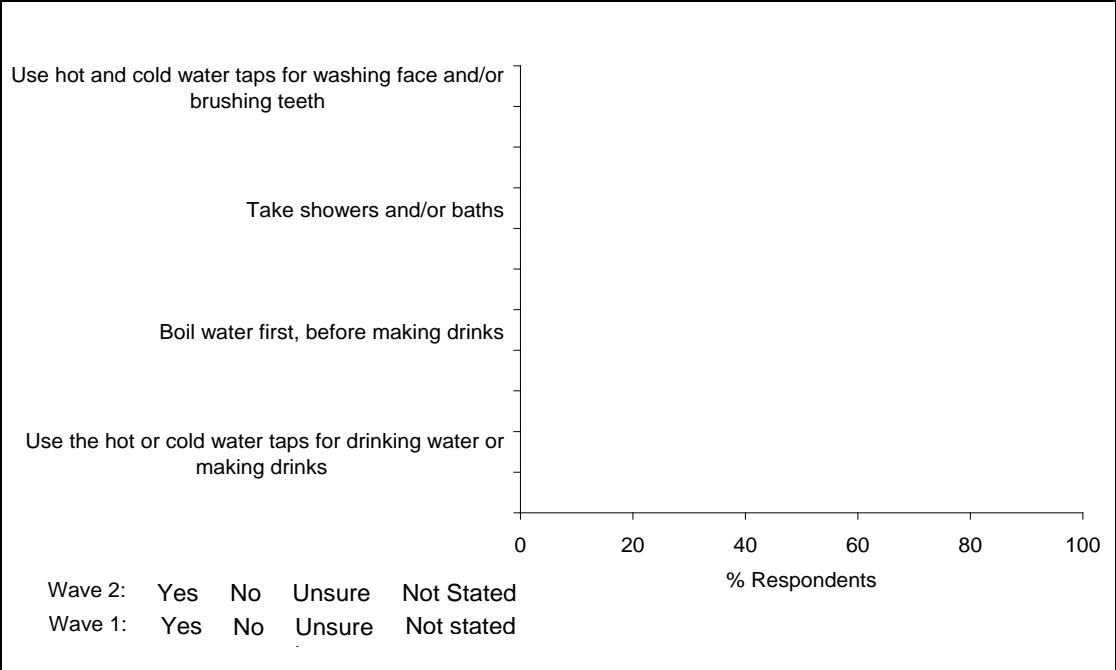 Use hot and cold water taps for washing face and/or
brushing teeth
Take showers and/or baths
Boil water first, before making drinks
Use the hot or cold water taps for drinking water or
making drinks
0 20 40 60 80 100
% Respondents
Wave 2: Yes No Unsure Not Stated
Wave 1: Yes No Unsure Not stated